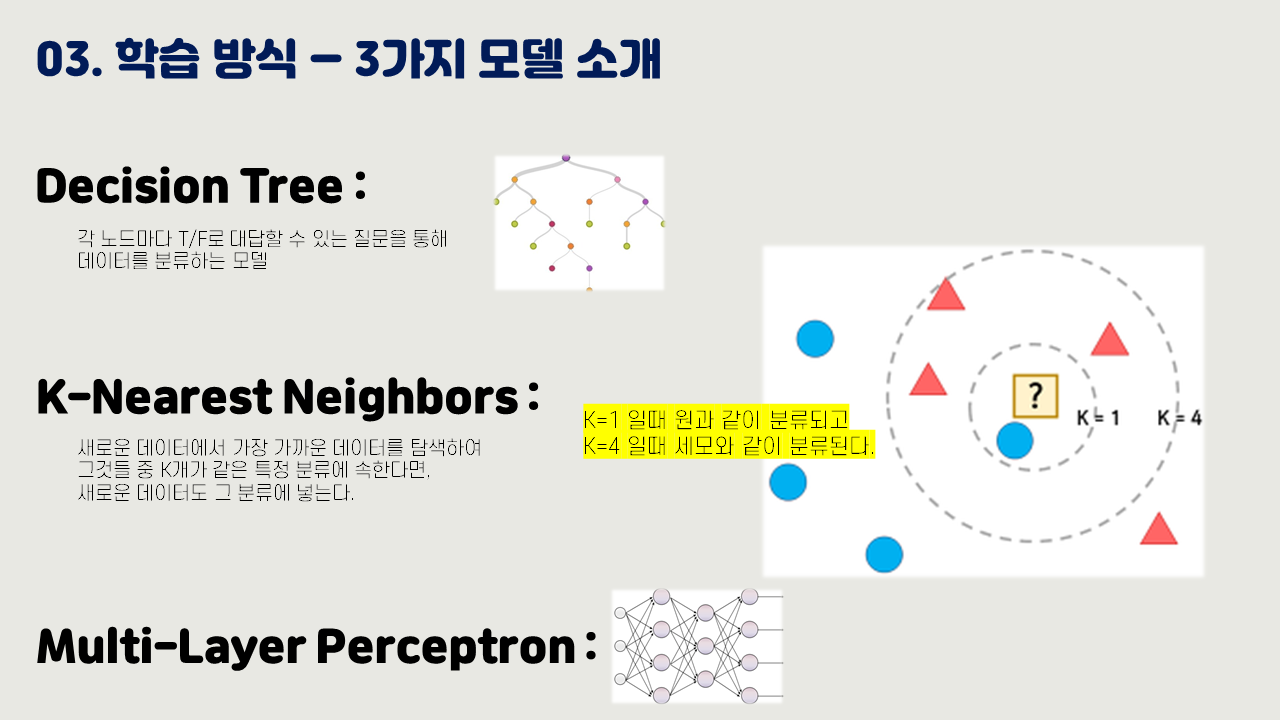 03. 학습 방식 – 3가지 모델 소개
Decision Tree :
각 노드마다 T/F로 대답할 수 있는 질문을 통해
데이터를 분류하는 모델
K-Nearest Neighbors :
새로운 데이터에서 가장 가까운 데이터를 탐색하여
그것들 중 K개가 같은 특정 분류에 속한다면,
새로운 데이터도 그 분류에 넣는다.
K=1 일때 원과 같이 분류되고
K=4 일때 세모와 같이 분류된다.
?
K = 1
K = 4
Multi-Layer Perceptron :